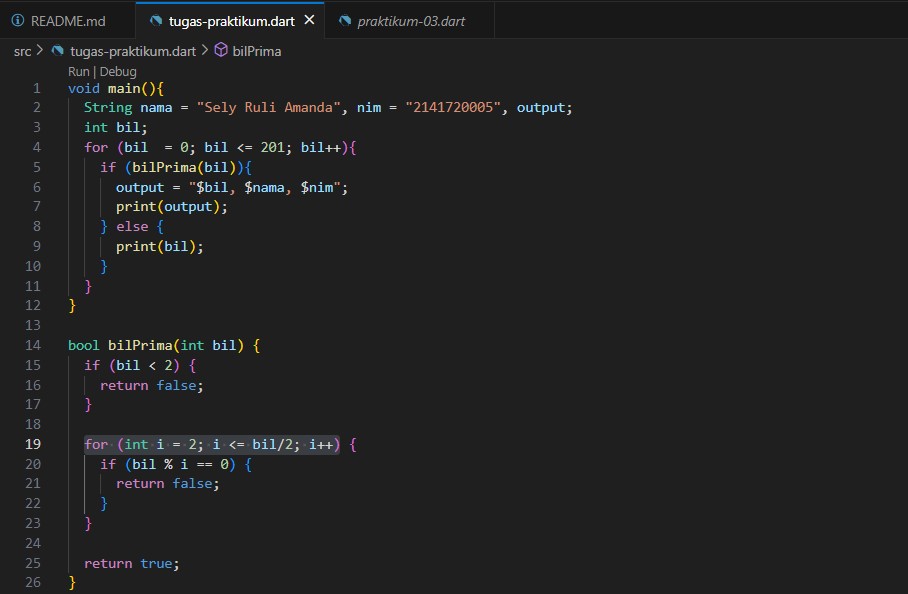 README.md tugas-praktikum.dart praktikum-03.dart
src > tugas-praktikum.dart > bilPrima
Run | Debug
1 void main(){
2   String nama = "Sely Ruli Amanda", nim = "2141720005", output;
3   int bil;
4   for (bil  = 0; bil <= 201; bil++){
5     if (bilPrima(bil)){
6       output = "$bil, $nama, $nim";
7       print(output);
8     } else {
9       print(bil);
10     }
11   }
12 }
13
14 bool bilPrima(int bil) {
15   if (bil < 2) {
16     return false;
17   }
18
19   for (int i = 2; i <= bil/2; i++) {
20     if (bil % i == 0) {
21       return false;
22     }
23   }
24
25   return true;
26 }